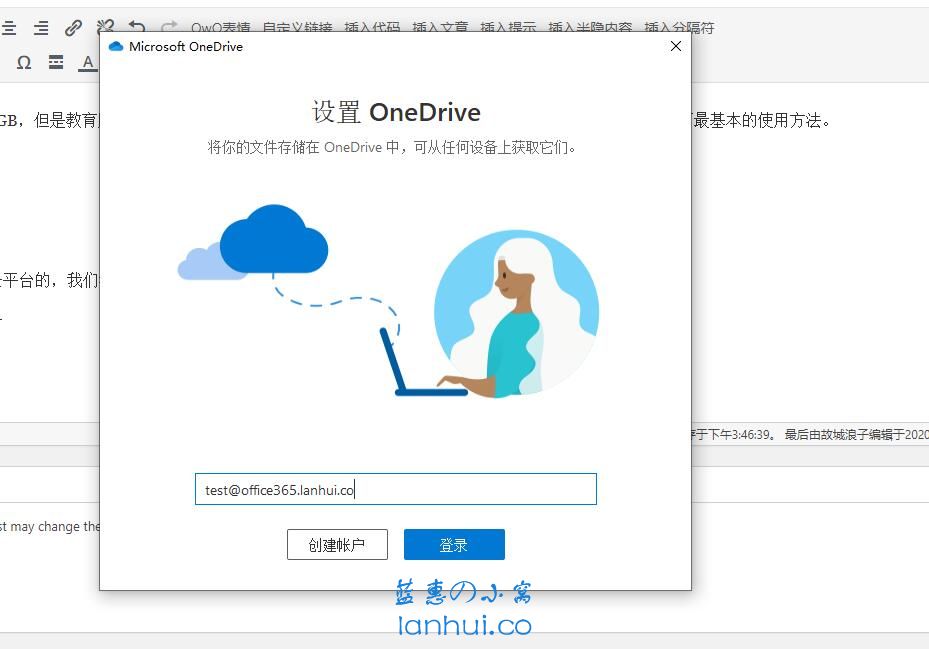 OwO表情 自定义链接 插入代码 插入文章 插入提示 插入半隐内容 插入分隔符
Microsoft OneDrive
Ω A
设置 OneDrive
GB，但是教育
最基本的使用方法。
将你的文件存储在 OneDrive 中，可从任何设备上获取它们。
平台的，我们
于下午3:46:39。 最后由故城浪子编辑于2020
test@office365.lanhui.co
st may change the
创建帐户 登录
蓝惠の小窝
lanhui.co